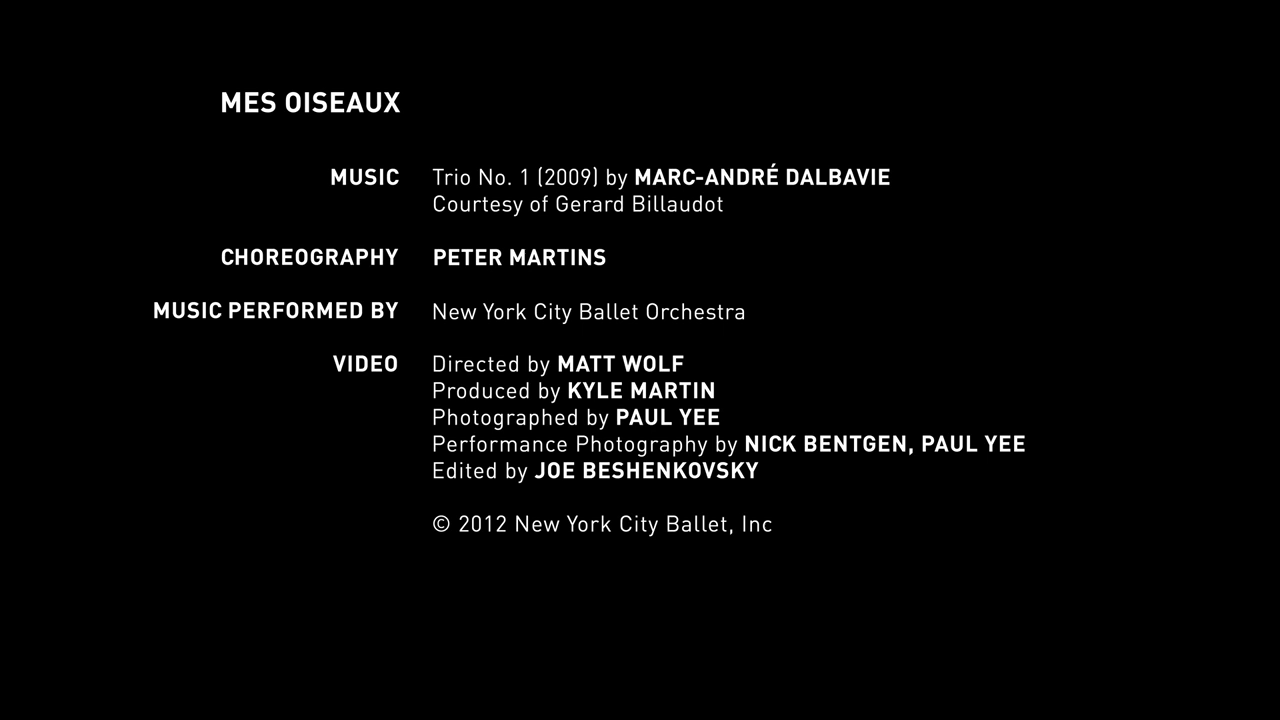 MES OISEAUX
MUSIC Trio No. 1 (2009) by MARC-ANDRÉ DALBAVIE
Courtesy of Gerard Billaudot
CHOREOGRAPHY PETER MARTINS
MUSIC PERFORMED BY New York City Ballet Orchestra
VIDEO Directed by MATT WOLF
Produced by KYLE MARTIN
Photographed by PAUL YEE
Performance Photography by NICK BENTGEN, PAUL YEE
Edited by JOE BESHENKOVSKY
© 2012 New York City Ballet, Inc